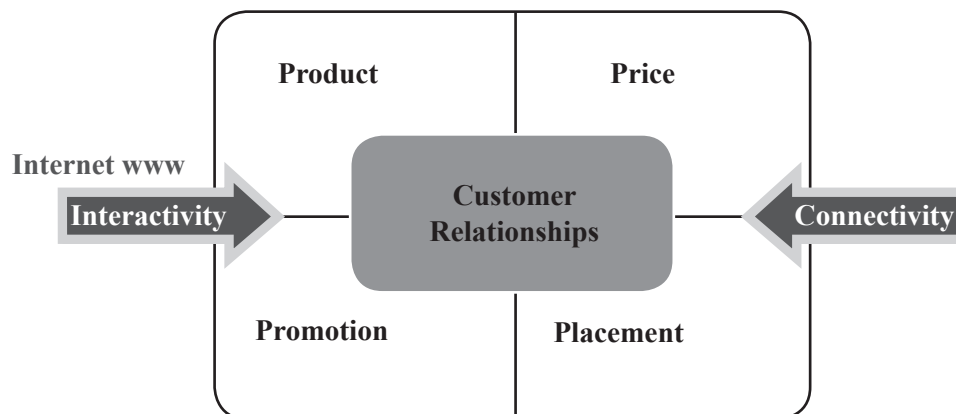 Product
Price
Internet www
Interactivity
Customer
Relationships
Connectivity
Promotion
Placement